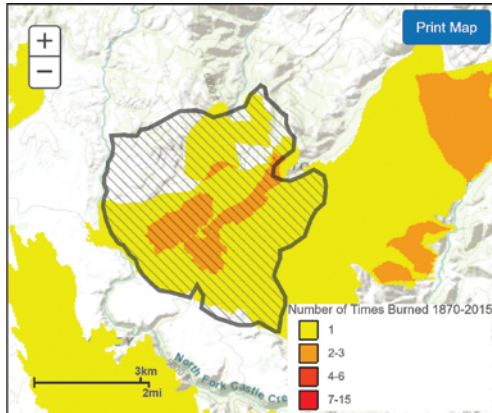 Print Map
+
−
Number of Times Burned 1870-2015
1
2-3
4-6
7-15
3km
2mi
North Fork Castle Cre